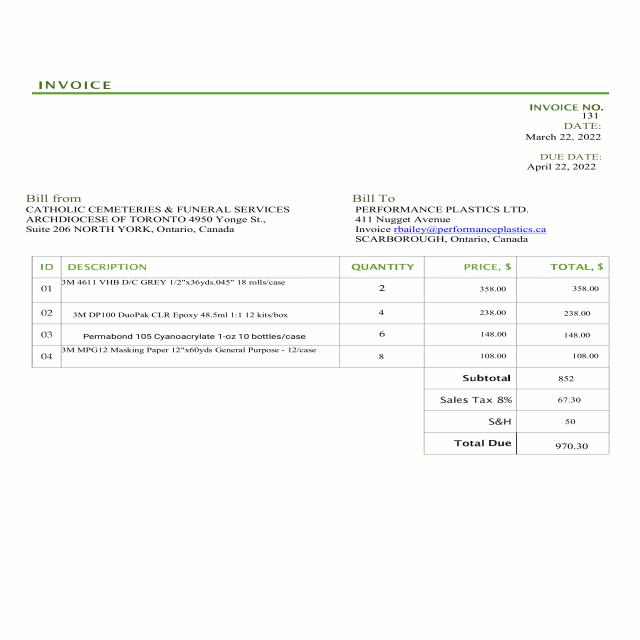 INVOICE
INVOICE NO.
131
DATE:
March 22, 2022
DUE DATE:
April 22, 2022
Bill from
CATHOLIC CEMETERIES & FUNERAL SERVICES
ARCHDIOCESE OF TORONTO 4950 Yonge St.,
Suite 206 NORTH YORK, Ontario, Canada
Bill To
PERFORMANCE PLASTICS LTD.
411 Nugget Avenue
Invoice rbailey@performanceplastics.ca
SCARBOROUGH, Ontario, Canada
ID DESCRIPTION QUANTITY PRICE, $ TOTAL, $
01 3M 4611 VHB D/C GREY 1/2"x36yds.045" 18 rolls/case 2 358.00 358.00
02 3M DP100 DuoPak CLR Epoxy 48.5ml 1:1 12 kits/box 4 238.00 238.00
03 Permabond 105 Cyanoacrylate 1-oz 10 bottles/case 6 148.00 148.00
04 3M MPG12 Masking Paper 12"x60yds General Purpose - 12/case 8 108.00 108.00
Subtotal 852
Sales Tax 8% 67.30
S&H 50
Total Due 970.30